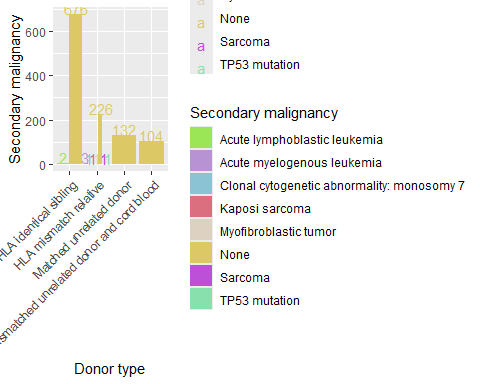 None
Sarcoma
TP53 mutation
Secondary malignancy
600
400
200
0
676
226
132
104
HLA identical sibling
HLA mismatch relative
Matched unrelated donor
smatched unrelated donor and cord blood
Donor type
Secondary malignancy
Acute lymphoblastic leukemia
Acute myelogenous leukemia
Clonal cytogenetic abnormality: monosomy 7
Kaposi sarcoma
Myofibroblastic tumor
None
Sarcoma
TP53 mutation